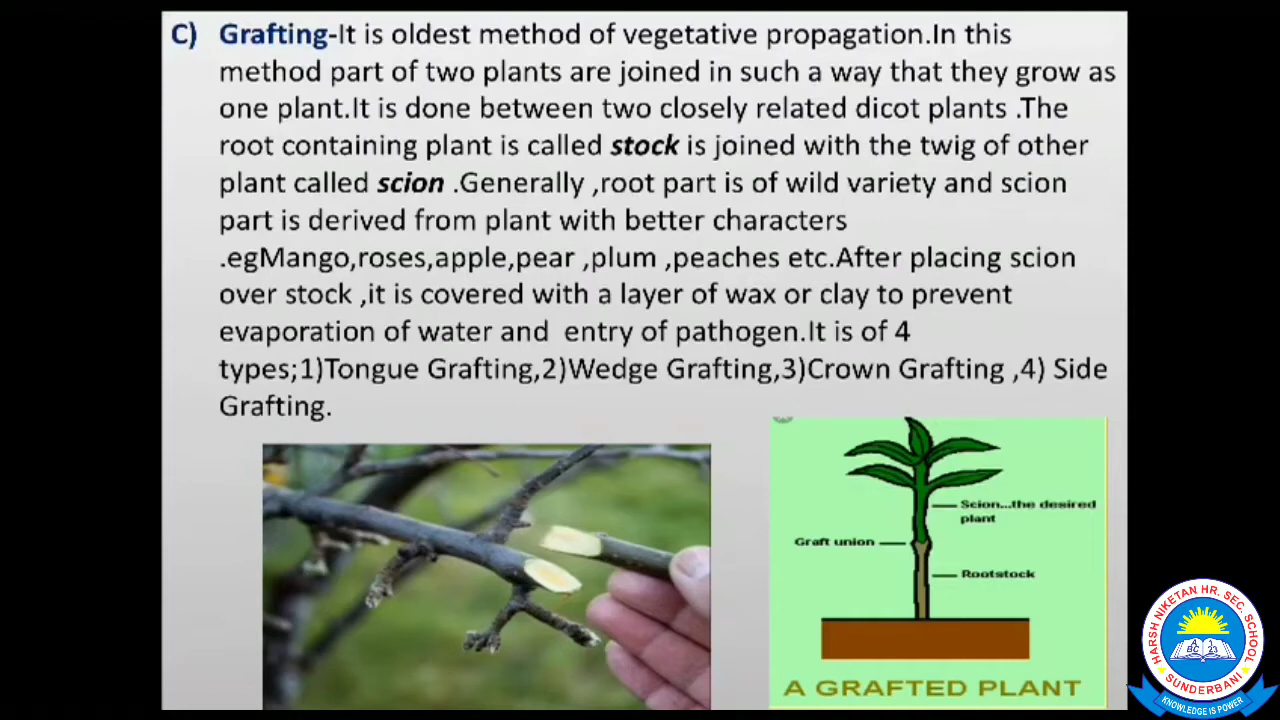 C) Grafting-It is oldest method of vegetative propagation.In this
method part of two plants are joined in such a way that they grow as
one plant.It is done between two closely related dicot plants .The
root containing plant is called stock is joined with the twig of other
plant called scion .Generally ,root part is of wild variety and scion
part is derived from plant with better characters
.egMango,roses,apple,pear ,plum ,peaches etc.After placing scion
over stock ,it is covered with a layer of wax or clay to prevent
evaporation of water and entry of pathogen.It is of 4
types;1)Tongue Grafting,2)Wedge Grafting,3)Crown Grafting ,4) Side
Grafting.
Scion...the desired
plant
Graft union
Rootstock
A GRAFTED PLANT
HARSH NIKETAN HR. SEC. SCHOOL
SUNDERBANI
KNOWLEDGE IS POWER